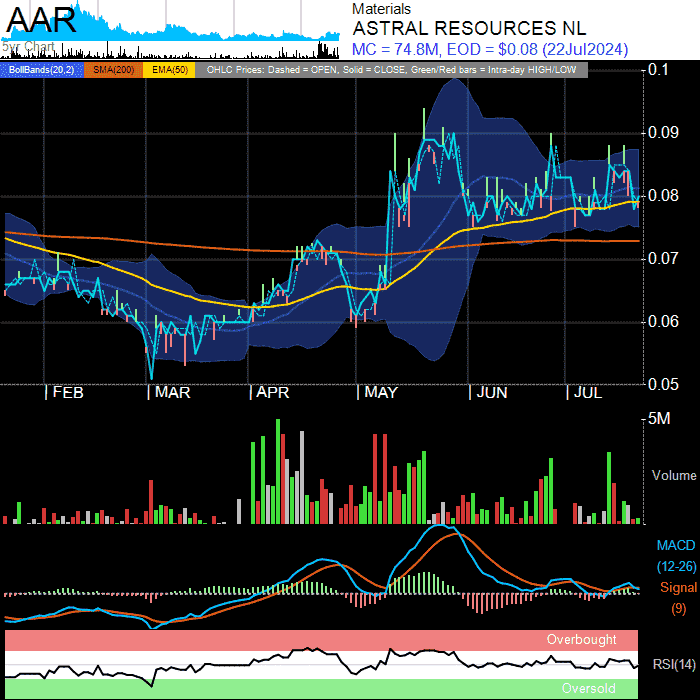 AAR
5yr Chart
Materials
ASTRAL RESOURCES NL
MC = 74.8M, EOD = $0.08 (22Jul2024)
BollBands(20,2) SMA(200) EMA(50) OHLC Prices: Dashed = OPEN, Solid = CLOSE, Green/Red bars = Intra-day HIGH/LOW
0.1
0.09
0.08
0.07
0.06
0.05
FEB MAR APR MAY JUN JUL
5M
Volume
MACD
(12-26)
Signal
(9)
Overbought
RSI(14)
Oversold